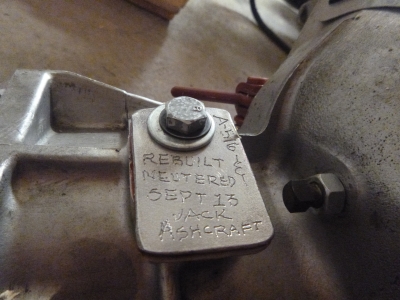 REBUILT
NEUTERED
SEPT 13
JACK
ASHCRAFT